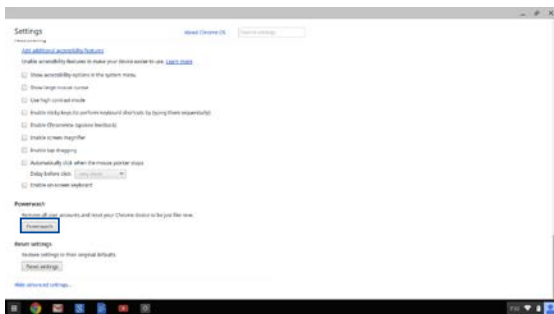 Settings
About Chrome OS
Search settings
Add additional accessibility features
Enable accessibility features to make your device easier to use. Learn more
Show accessibility options in the system menu
Show large mouse cursor
Use high contrast mode
Enable sticky keys (to perform keyboard shortcuts by typing them sequentially)
Enable ChromeVox (spoken feedback)
Enable screen magnifier
Enable tap dragging
Automatically click when the mouse pointer stops
Delay before click:
Enable on-screen keyboard
Powerwash
Remove all user accounts and reset your Chrome device to be just like new.
Powerwash
Reset settings
Restore settings to their original defaults.
Reset settings
Hide advanced settings...